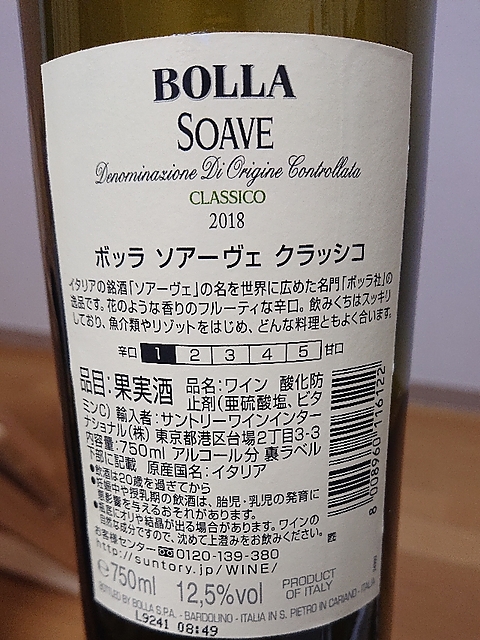 BOLLA
SOAVE
Denominazione Di Origine Controllata
CLASSICO
2018
ボッラ ソアーヴェ クラッシコ
イタリアの銘酒「ソアーヴェ」の名を世界に広めた名門「ボッラ社」の
逸品です。花のような香りのフルーティな辛口。飲みくちはスッキリ
しており、魚介類やリゾットをはじめ、どんな料理ともよく合います。
辛口 1 2 3 4 5 甘口
品目:果実酒 品名:ワイン 酸化防
止剤(亜硫酸塩、ビタ
ミンC) 輸入者:サントリーワインインター
ナショナル(株) 東京都港区台場2丁目3-3
内容量:750ml アルコール分 裏ラベル
下部に記載 原産国名:イタリア
●飲酒は20歳を過ぎてから
●妊娠中や授乳期の飲酒は、胎児・乳児の発育に
悪影響を与えるおそれがあります。
●瓶底にオリや結晶が出る場合があります。ワインの
自然な成分ですので、沈めて上澄みをお飲みください。
お客様センター 0120-139-380
http://suntory.jp/WINE/
8 008960 116122
℮750ml 12,5%vol PRODUCT OF ITALY
BOTTLED BY BOLLA S.P.A. - BARDOLINO - ITALIA IN S. PIETRO IN CARIANO - ITALIA
L9241 08:49